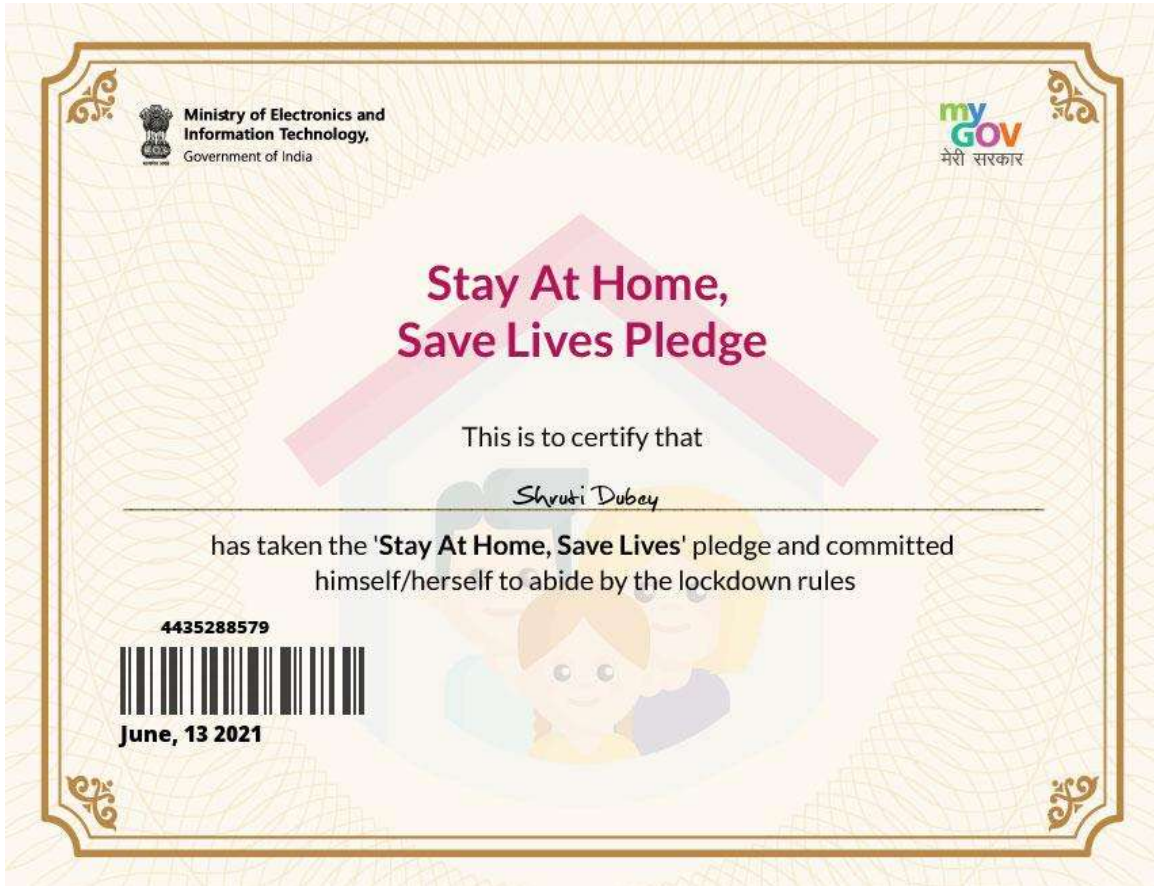 Ministry of Electronics and
Information Technology,
Government of India
my
GOV
मेरी सरकार
Stay At Home,
Save Lives Pledge
This is to certify that
Shruti Dubey
has taken the 'Stay At Home, Save Lives' pledge and committed
himself/herself to abide by the lockdown rules
4435288579
June, 13 2021